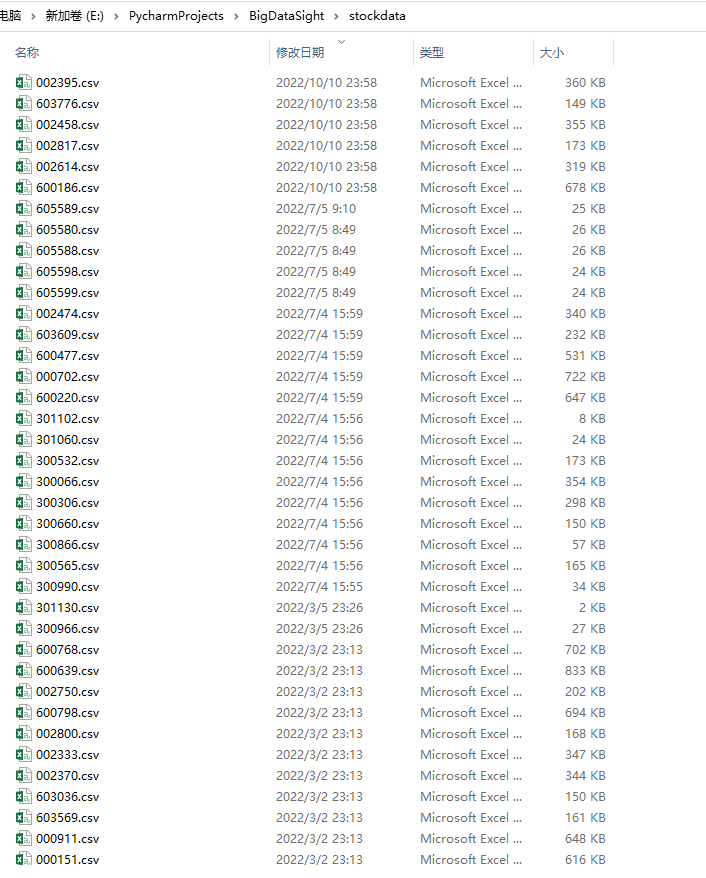 电脑 › 新加卷 (E:) › PycharmProjects › BigDataSight › stockdata
名称 修改日期 类型 大小
002395.csv 2022/10/10 23:58 Microsoft Excel ... 360 KB
603776.csv 2022/10/10 23:58 Microsoft Excel ... 149 KB
002458.csv 2022/10/10 23:58 Microsoft Excel ... 355 KB
002817.csv 2022/10/10 23:58 Microsoft Excel ... 173 KB
002614.csv 2022/10/10 23:58 Microsoft Excel ... 319 KB
600186.csv 2022/10/10 23:58 Microsoft Excel ... 678 KB
605589.csv 2022/7/5 9:10 Microsoft Excel ... 25 KB
605580.csv 2022/7/5 8:49 Microsoft Excel ... 26 KB
605588.csv 2022/7/5 8:49 Microsoft Excel ... 26 KB
605598.csv 2022/7/5 8:49 Microsoft Excel ... 24 KB
605599.csv 2022/7/5 8:49 Microsoft Excel ... 24 KB
002474.csv 2022/7/4 15:59 Microsoft Excel ... 340 KB
603609.csv 2022/7/4 15:59 Microsoft Excel ... 232 KB
600477.csv 2022/7/4 15:59 Microsoft Excel ... 531 KB
000702.csv 2022/7/4 15:59 Microsoft Excel ... 722 KB
600220.csv 2022/7/4 15:59 Microsoft Excel ... 647 KB
301102.csv 2022/7/4 15:56 Microsoft Excel ... 8 KB
301060.csv 2022/7/4 15:56 Microsoft Excel ... 24 KB
300532.csv 2022/7/4 15:56 Microsoft Excel ... 173 KB
300066.csv 2022/7/4 15:56 Microsoft Excel ... 354 KB
300306.csv 2022/7/4 15:56 Microsoft Excel ... 298 KB
300660.csv 2022/7/4 15:56 Microsoft Excel ... 150 KB
300866.csv 2022/7/4 15:56 Microsoft Excel ... 57 KB
300565.csv 2022/7/4 15:56 Microsoft Excel ... 165 KB
300990.csv 2022/7/4 15:55 Microsoft Excel ... 34 KB
301130.csv 2022/3/5 23:26 Microsoft Excel ... 2 KB
300966.csv 2022/3/5 23:26 Microsoft Excel ... 27 KB
600768.csv 2022/3/2 23:13 Microsoft Excel ... 702 KB
600639.csv 2022/3/2 23:13 Microsoft Excel ... 833 KB
002750.csv 2022/3/2 23:13 Microsoft Excel ... 202 KB
600798.csv 2022/3/2 23:13 Microsoft Excel ... 694 KB
002800.csv 2022/3/2 23:13 Microsoft Excel ... 168 KB
002333.csv 2022/3/2 23:13 Microsoft Excel ... 347 KB
002370.csv 2022/3/2 23:13 Microsoft Excel ... 344 KB
603036.csv 2022/3/2 23:13 Microsoft Excel ... 150 KB
603569.csv 2022/3/2 23:13 Microsoft Excel ... 161 KB
000911.csv 2022/3/2 23:13 Microsoft Excel ... 648 KB
000151.csv 2022/3/2 23:13 Microsoft Excel ... 616 KB